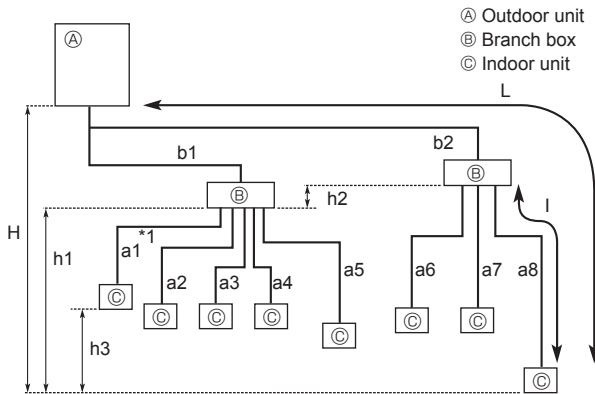 Ⓐ
Ⓐ Outdoor unit
Ⓑ Branch box
Ⓒ Indoor unit
L
b1
b2
Ⓑ
Ⓑ
h2
l
H
h1
*1
a1
a2
a3
a4
a5
a6
a7
a8
Ⓒ
Ⓒ
Ⓒ
Ⓒ
Ⓒ
Ⓒ
Ⓒ
Ⓒ
h3